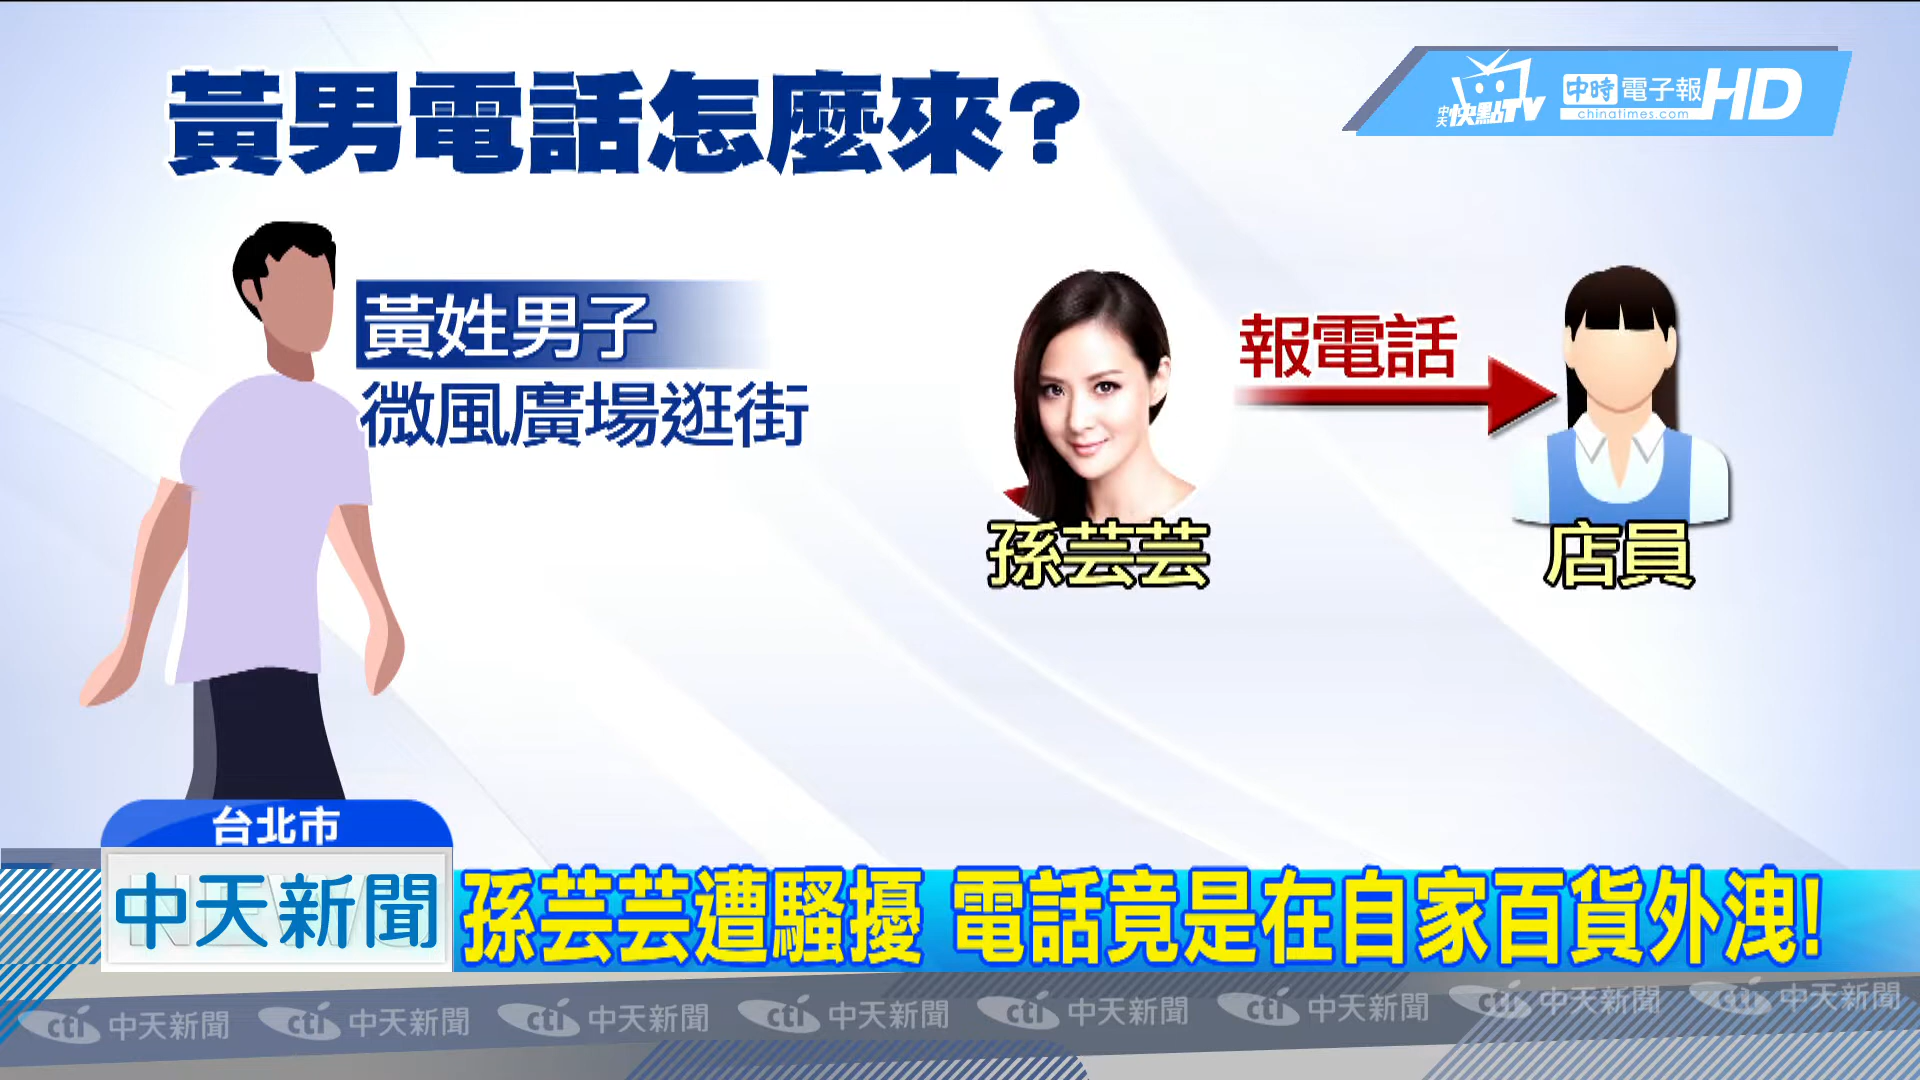 黃男電話怎麼來?
中天快點TV 中時電子報HD
chinatimes.com
黃姓男子
微風廣場逛街
報電話
孫芸芸
店員
台北市
中天新聞
孫芸芸遭騷擾 電話竟是在自家百貨外洩!
cti 中天新聞 cti 中天新聞 cti 中天新聞 cti 中天新聞 cti 中天新聞 cti 中天新聞 cti 中天新聞 cti 中天新聞